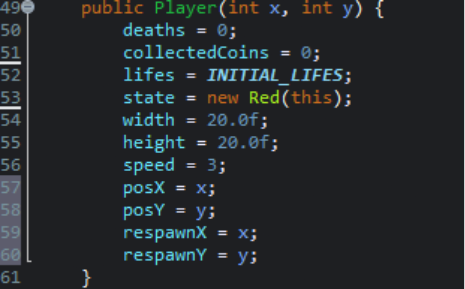 49 public Player(int x, int y) {
50 deaths = 0;
51 collectedCoins = 0;
52 lifes = INITIAL_LIFES;
53 state = new Red(this);
54 width = 20.0f;
55 height = 20.0f;
56 speed = 3;
57 posX = x;
58 posY = y;
59 respawnX = x;
60 respawnY = y;
61 }